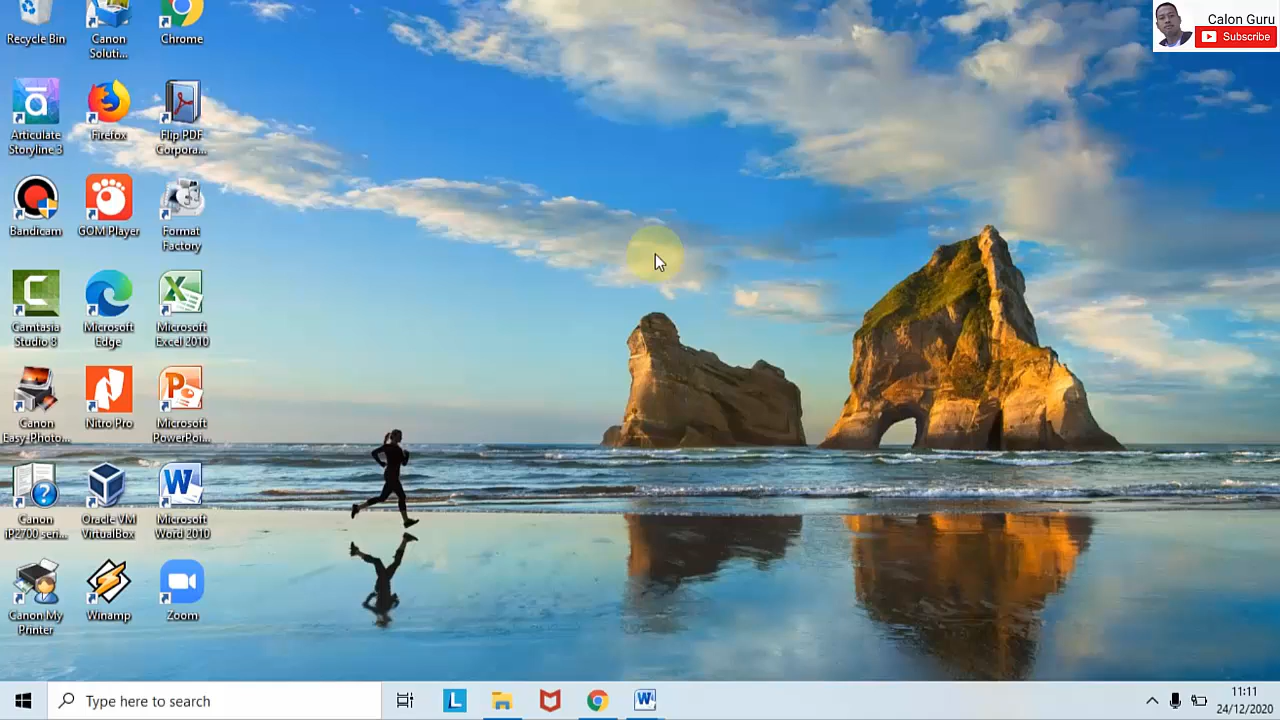 Calon Guru
Subscribe
Recycle Bin
Canon
Soluti...
Chrome
Articulate
Storyline 3
Firefox
Flip PDF
Corpora...
Bandicam
GOM Player
Format
Factory
Camtasia
Studio 8
Microsoft
Edge
Microsoft
Excel 2010
Canon
Easy-Photo...
Nitro Pro
Microsoft
PowerPoi...
Canon
iP2700 seri...
Oracle VM
VirtualBox
Microsoft
Word 2010
Canon My
Printer
Winamp
Zoom
Type here to search
11:11
24/12/2020